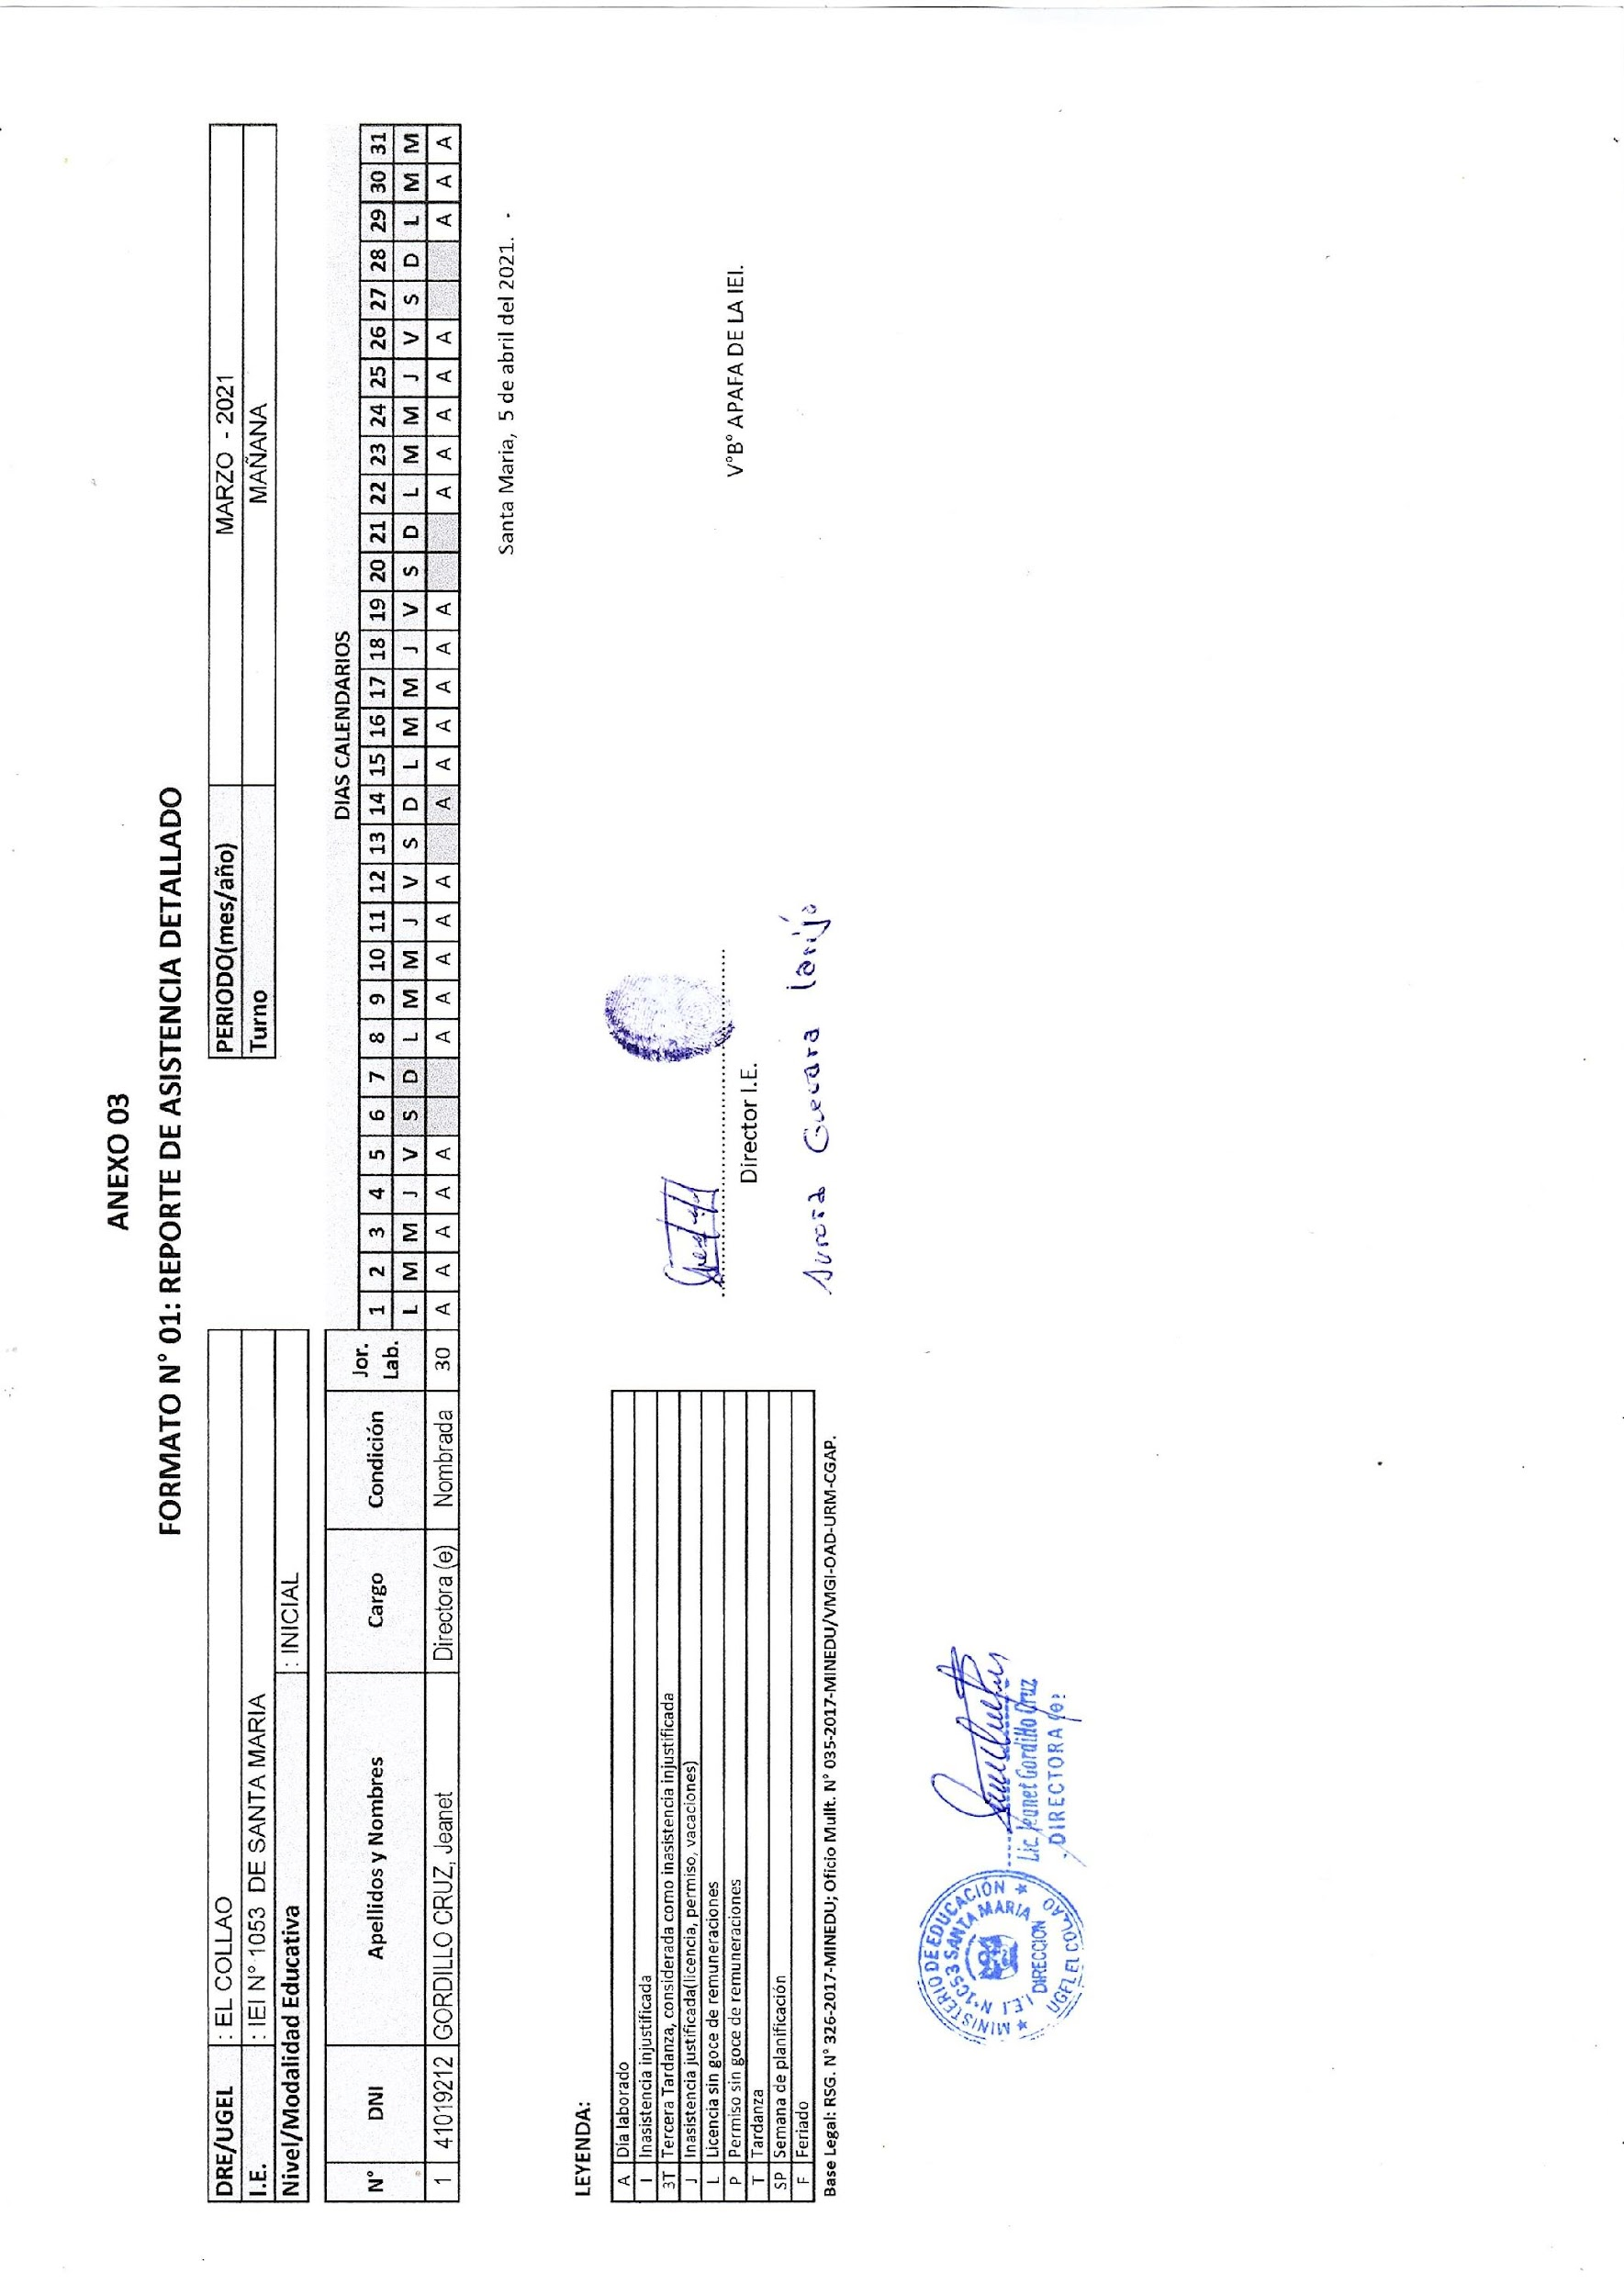 ANEXO 03
FORMATO N° 01: REPORTE DE ASISTENCIA DETALLADO
DRE/UGEL : EL COLLAO PERIODO(mes/año) MARZO - 2021
I.E. : IEI N° 1053 DE SANTA MARIA Turno MAÑANA
Nivel/Modalidad Educativa : INICIAL
DIAS CALENDARIOS
N° DNI Apellidos y Nombres Cargo Condición Jor. Lab. 1 2 3 4 5 6 7 8 9 10 11 12 13 14 15 16 17 18 19 20 21 22 23 24 25 26 27 28 29 30 31
L M M J V S D L M M J V S D L M M J V S D L M M J V S D L M M
1 41019212 GORDILLO CRUZ, Jeanet Directora (e) Nombrada 30 A A A A A A A A A A A A A A A A A A A A A A A A
Santa Maria, 5 de abril del 2021.
LEYENDA:
A Dia laborado
I Inasistencia injustificada
3T Tercera Tardanza, considerada como inasistencia injustificada
J Inasistencia justificada(licencia, permiso, vacaciones)
L Licencia sin goce de remuneraciones
P Permiso sin goce de remuneraciones
T Tardanza
SP Semana de planificación
F Feriado
Base Legal: RSG. N° 326-2017-MINEDU; Oficio Mullt. N° 035-2017-MINEDU/VMGI-OAD-URM-CGAP.
Director I.E.
V°B° APAFA DE LA IEI.
Aurora Guevara
MINISTERIO DE EDUCACIÓN
I.E.I N°1053 SANTA MARIA
DIRECCION
UGEL EL COLLAO
Lic. Jeanet Gordillo Cruz
DIRECTORA (e)